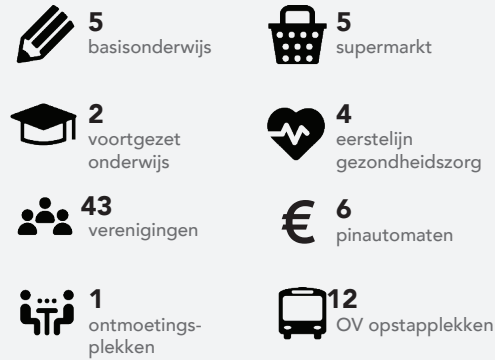 5
basisonderwijs
5
supermarkt
2
voortgezet
onderwijs
4
eerstelijn
gezondheidszorg
43
verenigingen
€
6
pinautomaten
1
ontmoetings-
plekken
12
OV opstapplekken